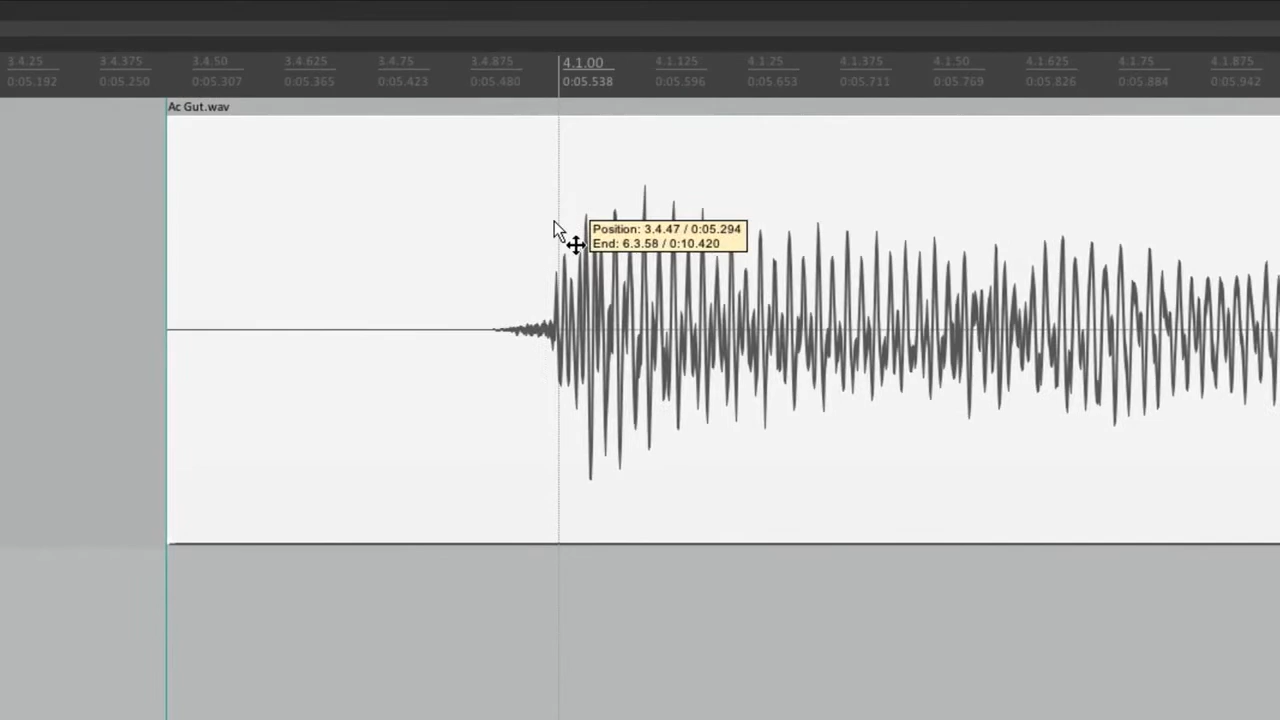 3.4.25 3.4.375 3.4.50 3.4.625 3.4.75 3.4.875 4.1.00 4.1.125 4.1.25 4.1.375 4.1.50 4.1.625 4.1.75 4.1.875
0:05.192 0:05.250 0:05.307 0:05.365 0:05.423 0:05.480 0:05.538 0:05.596 0:05.653 0:05.711 0:05.769 0:05.826 0:05.884 0:05.942
Ac Gut.wav
Position: 3.4.47 / 0:05.294
End: 6.3.58 / 0:10.420